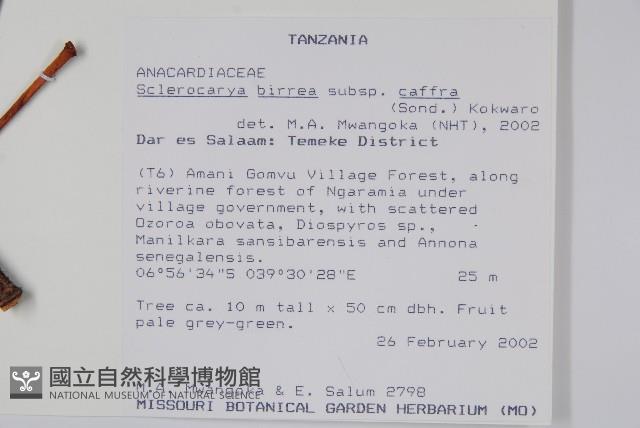 TANZANIA
ANACARDIACEAE
Sclerocarya birrea subsp. caffra
(Sond.) Kokwaro
det. M.A. Mwangoka (NHT), 2002
Dar es Salaam: Temeke District
(T6) Amani Gomvu Village Forest, along
riverine forest of Ngaramia under
village government, with scattered
Ozoroa obovata, Diospyros sp.,
Manilkara sansibarensis and Annona
senegalensis.
06°56'34"S 039°30'28"E 25 m
Tree ca. 10 m tall x 50 cm dbh. Fruit
pale grey-green.
26 February 2002
國立自然科學博物館
NATIONAL MUSEUM OF NATURAL SCIENCE
M.A. Mwangoka & E. Salum 2798
MISSOURI BOTANICAL GARDEN HERBARIUM (MO)